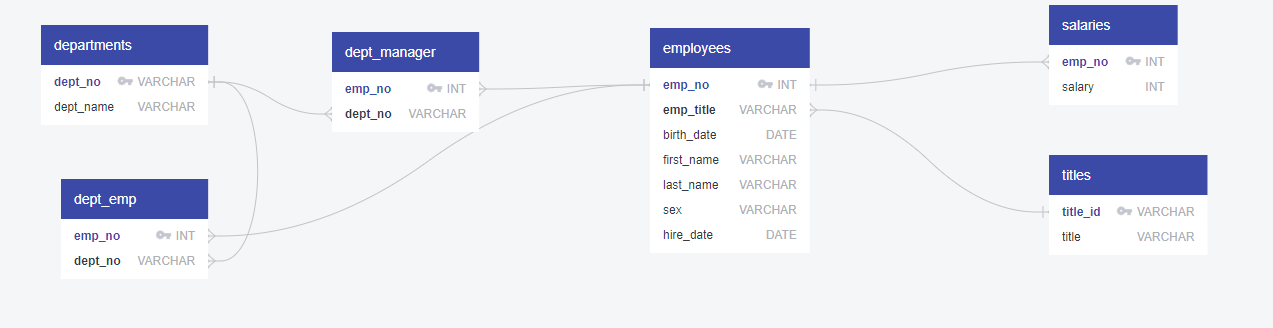 departments
dept_no VARCHAR
dept_name VARCHAR
dept_manager
emp_no INT
dept_no VARCHAR
employees
emp_no INT
emp_title VARCHAR
birth_date DATE
first_name VARCHAR
last_name VARCHAR
sex VARCHAR
hire_date DATE
salaries
emp_no INT
salary INT
dept_emp
emp_no INT
dept_no VARCHAR
titles
title_id VARCHAR
title VARCHAR